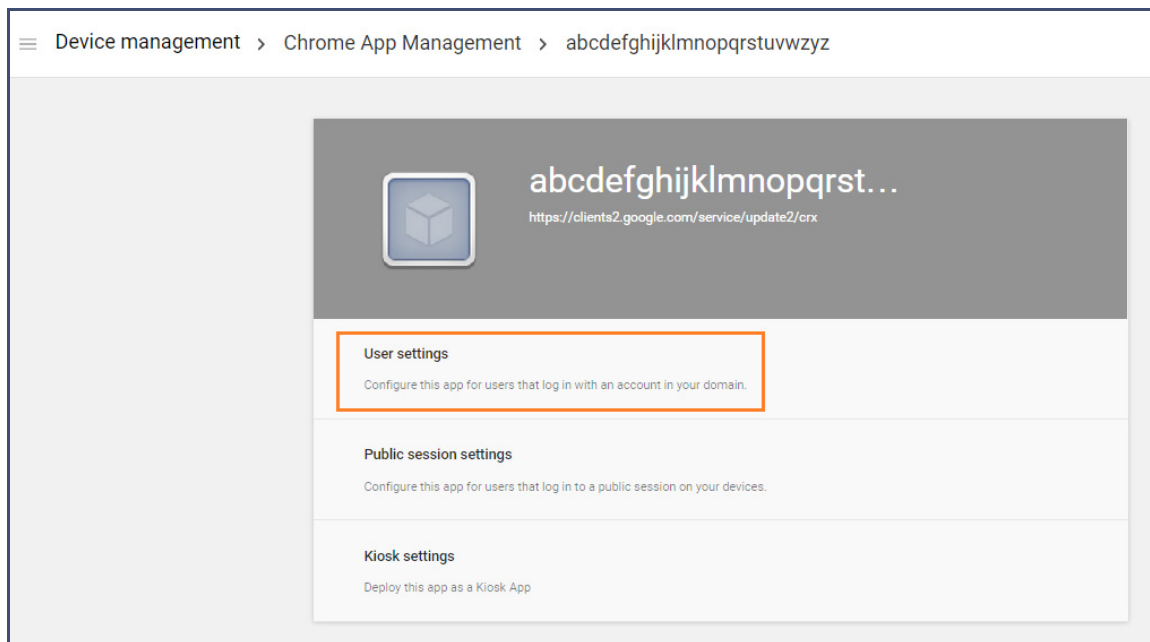 Device management > Chrome App Management > abcdefghijklmnopqrstuvwzyz
abcdefghijklmnopqrst...
https://clients2.google.com/service/update2/crx
User settings
Configure this app for users that log in with an account in your domain.
Public session settings
Configure this app for users that log in to a public session on your devices.
Kiosk settings
Deploy this app as a Kiosk App